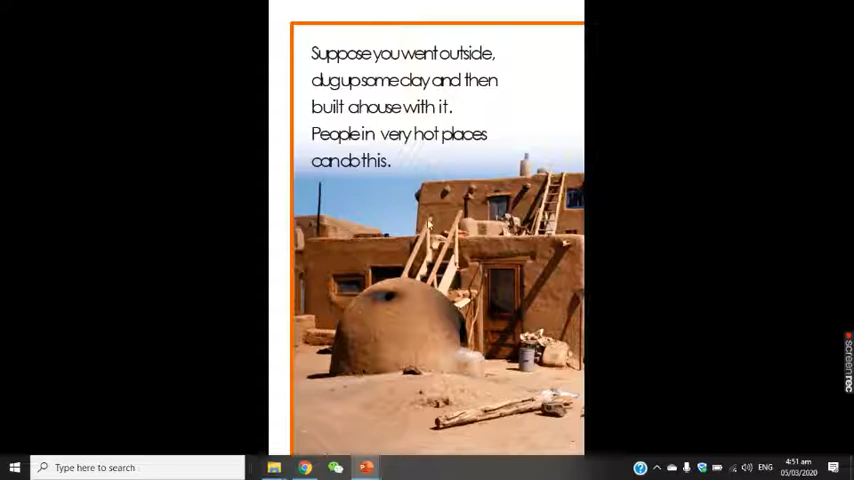 Suppose you went outside,
dug up some clay and then
built a house with it.
People in very hot places
can do this.
screenrec
Type here to search
ENG
4:51 am
05/03/2020